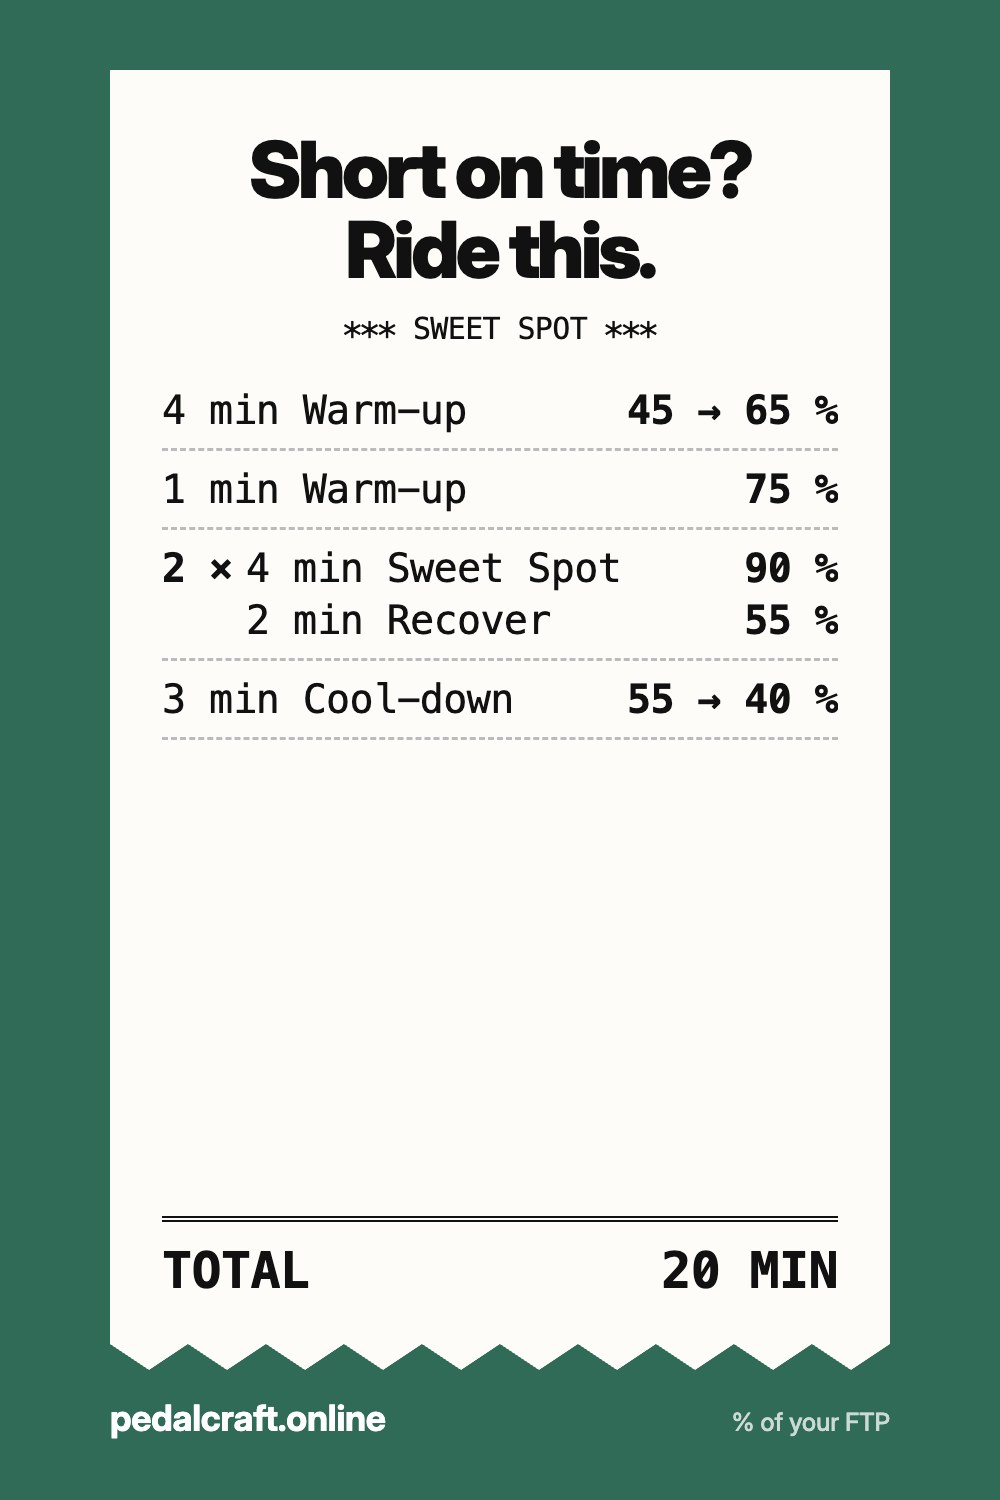 Short on time?
Ride this.
*** SWEET SPOT ***
4 min Warm-up 45 → 65 %
1 min Warm-up 75 %
2 × 4 min Sweet Spot 90 %
2 min Recover 55 %
3 min Cool-down 55 → 40 %
TOTAL 20 MIN
pedalcraft.online % of your FTP